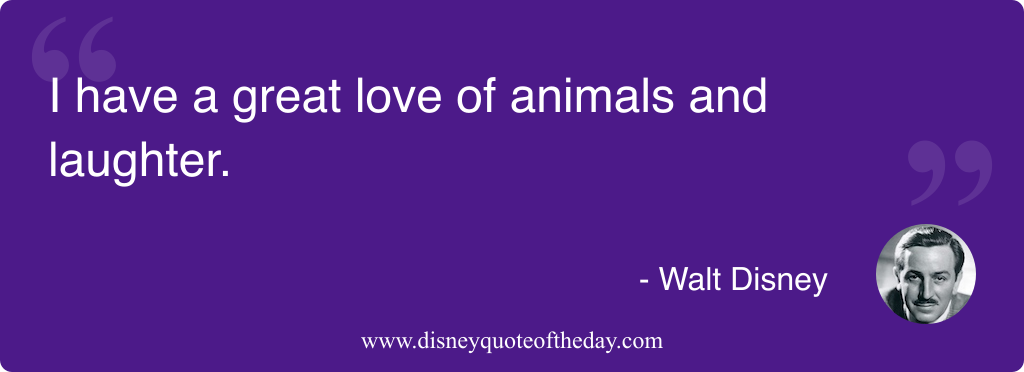 I have a great love of animals and
laughter.
- Walt Disney
www.disneyquoteoftheday.com